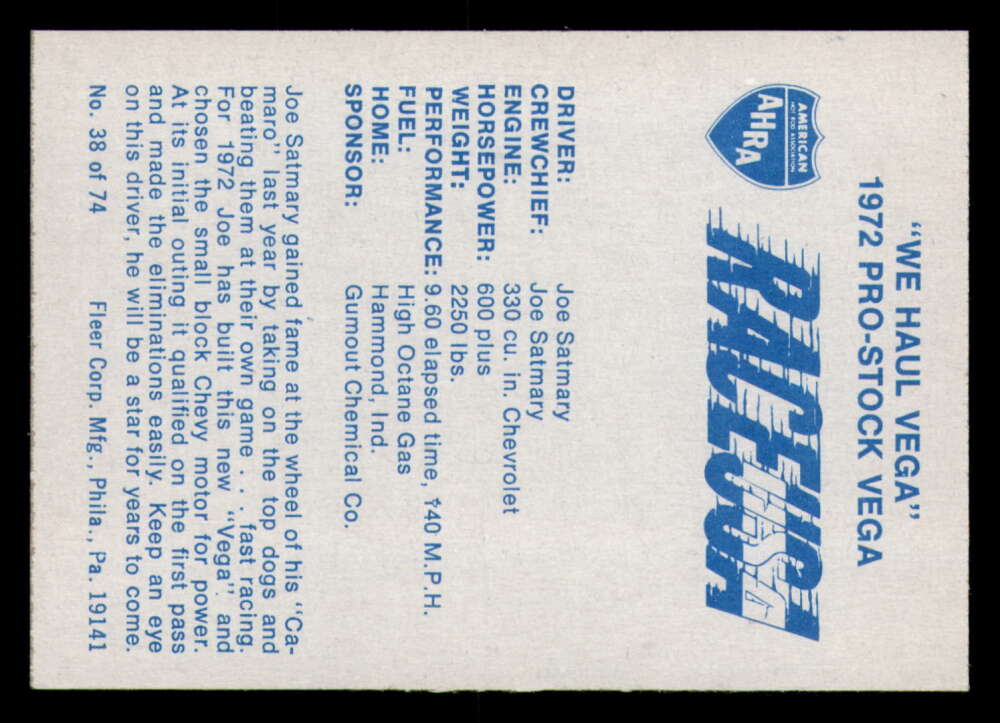 “WE HAUL VEGA”
1972 PRO-STOCK VEGA
AMERICAN
HOT ROD ASSOCIATION
AHRA
RACING
USA
DRIVER: Joe Satmary
CREWCHIEF: Joe Satmary
ENGINE: 330 cu. in. Chevrolet
HORSEPOWER: 600 plus
WEIGHT: 2250 lbs.
PERFORMANCE: 9.60 elapsed time, 140 M.P.H.
FUEL: High Octane Gas
HOME: Hammond, Ind.
SPONSOR: Gumout Chemical Co.
Joe Satmary gained fame at the wheel of his “Ca-
maro” last year by taking on the top dogs and
beating them at their own game . . . fast racing.
For 1972 Joe has built this new “Vega” and
chosen the small block Chevy motor for power.
At its initial outing it qualified on the first pass
and made the eliminations easily. Keep an eye
on this driver, he will be a star for years to come.
No. 38 of 74 Fleer Corp. Mfg., Phila., Pa. 19141